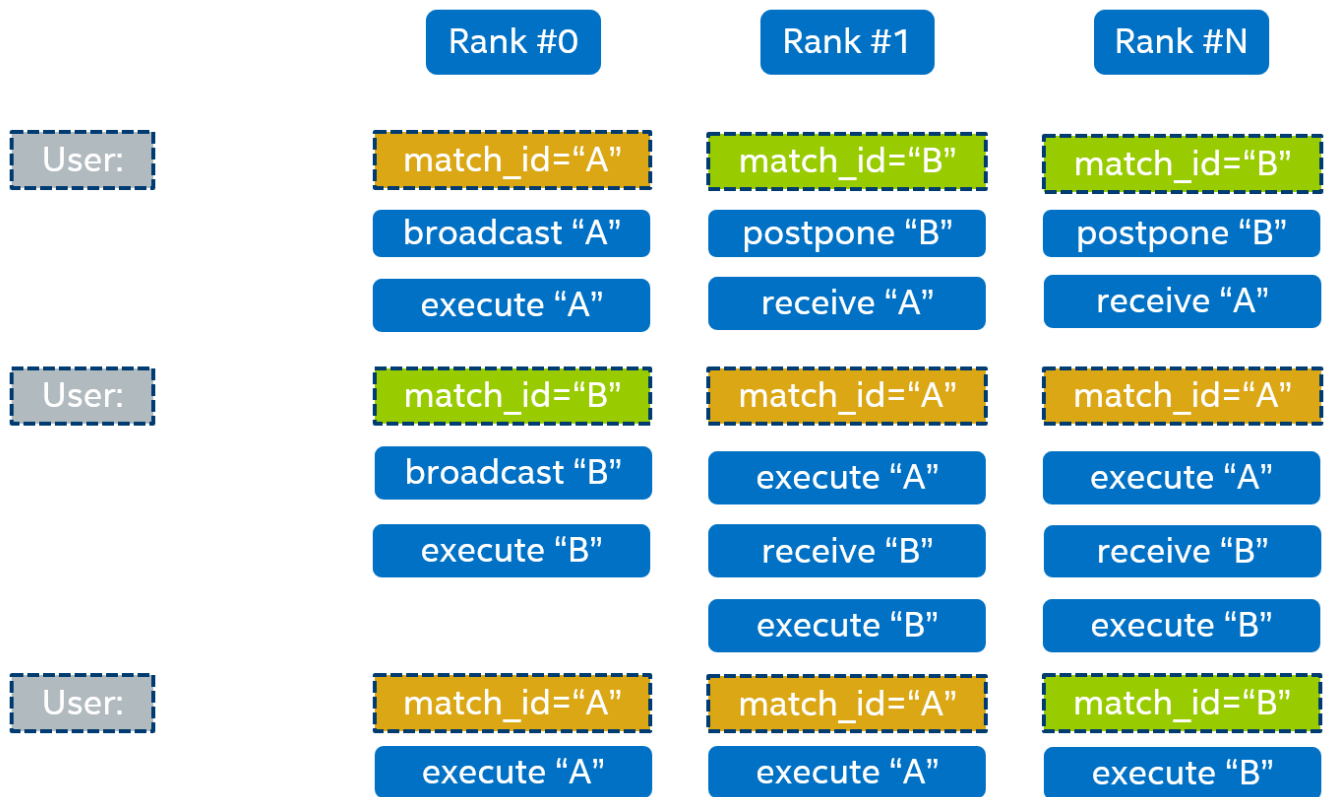 Rank #0 Rank #1 Rank #N
User: match_id=“A” match_id=“B” match_id=“B”
broadcast “A” postpone “B” postpone “B”
execute “A” receive “A” receive “A”
User: match_id=“B” match_id=“A” match_id=“A”
broadcast “B” execute “A” execute “A”
execute “B” receive “B” receive “B”
execute “B” execute “B”
User: match_id=“A” match_id=“A” match_id=“B”
execute “A” execute “A” execute “B”